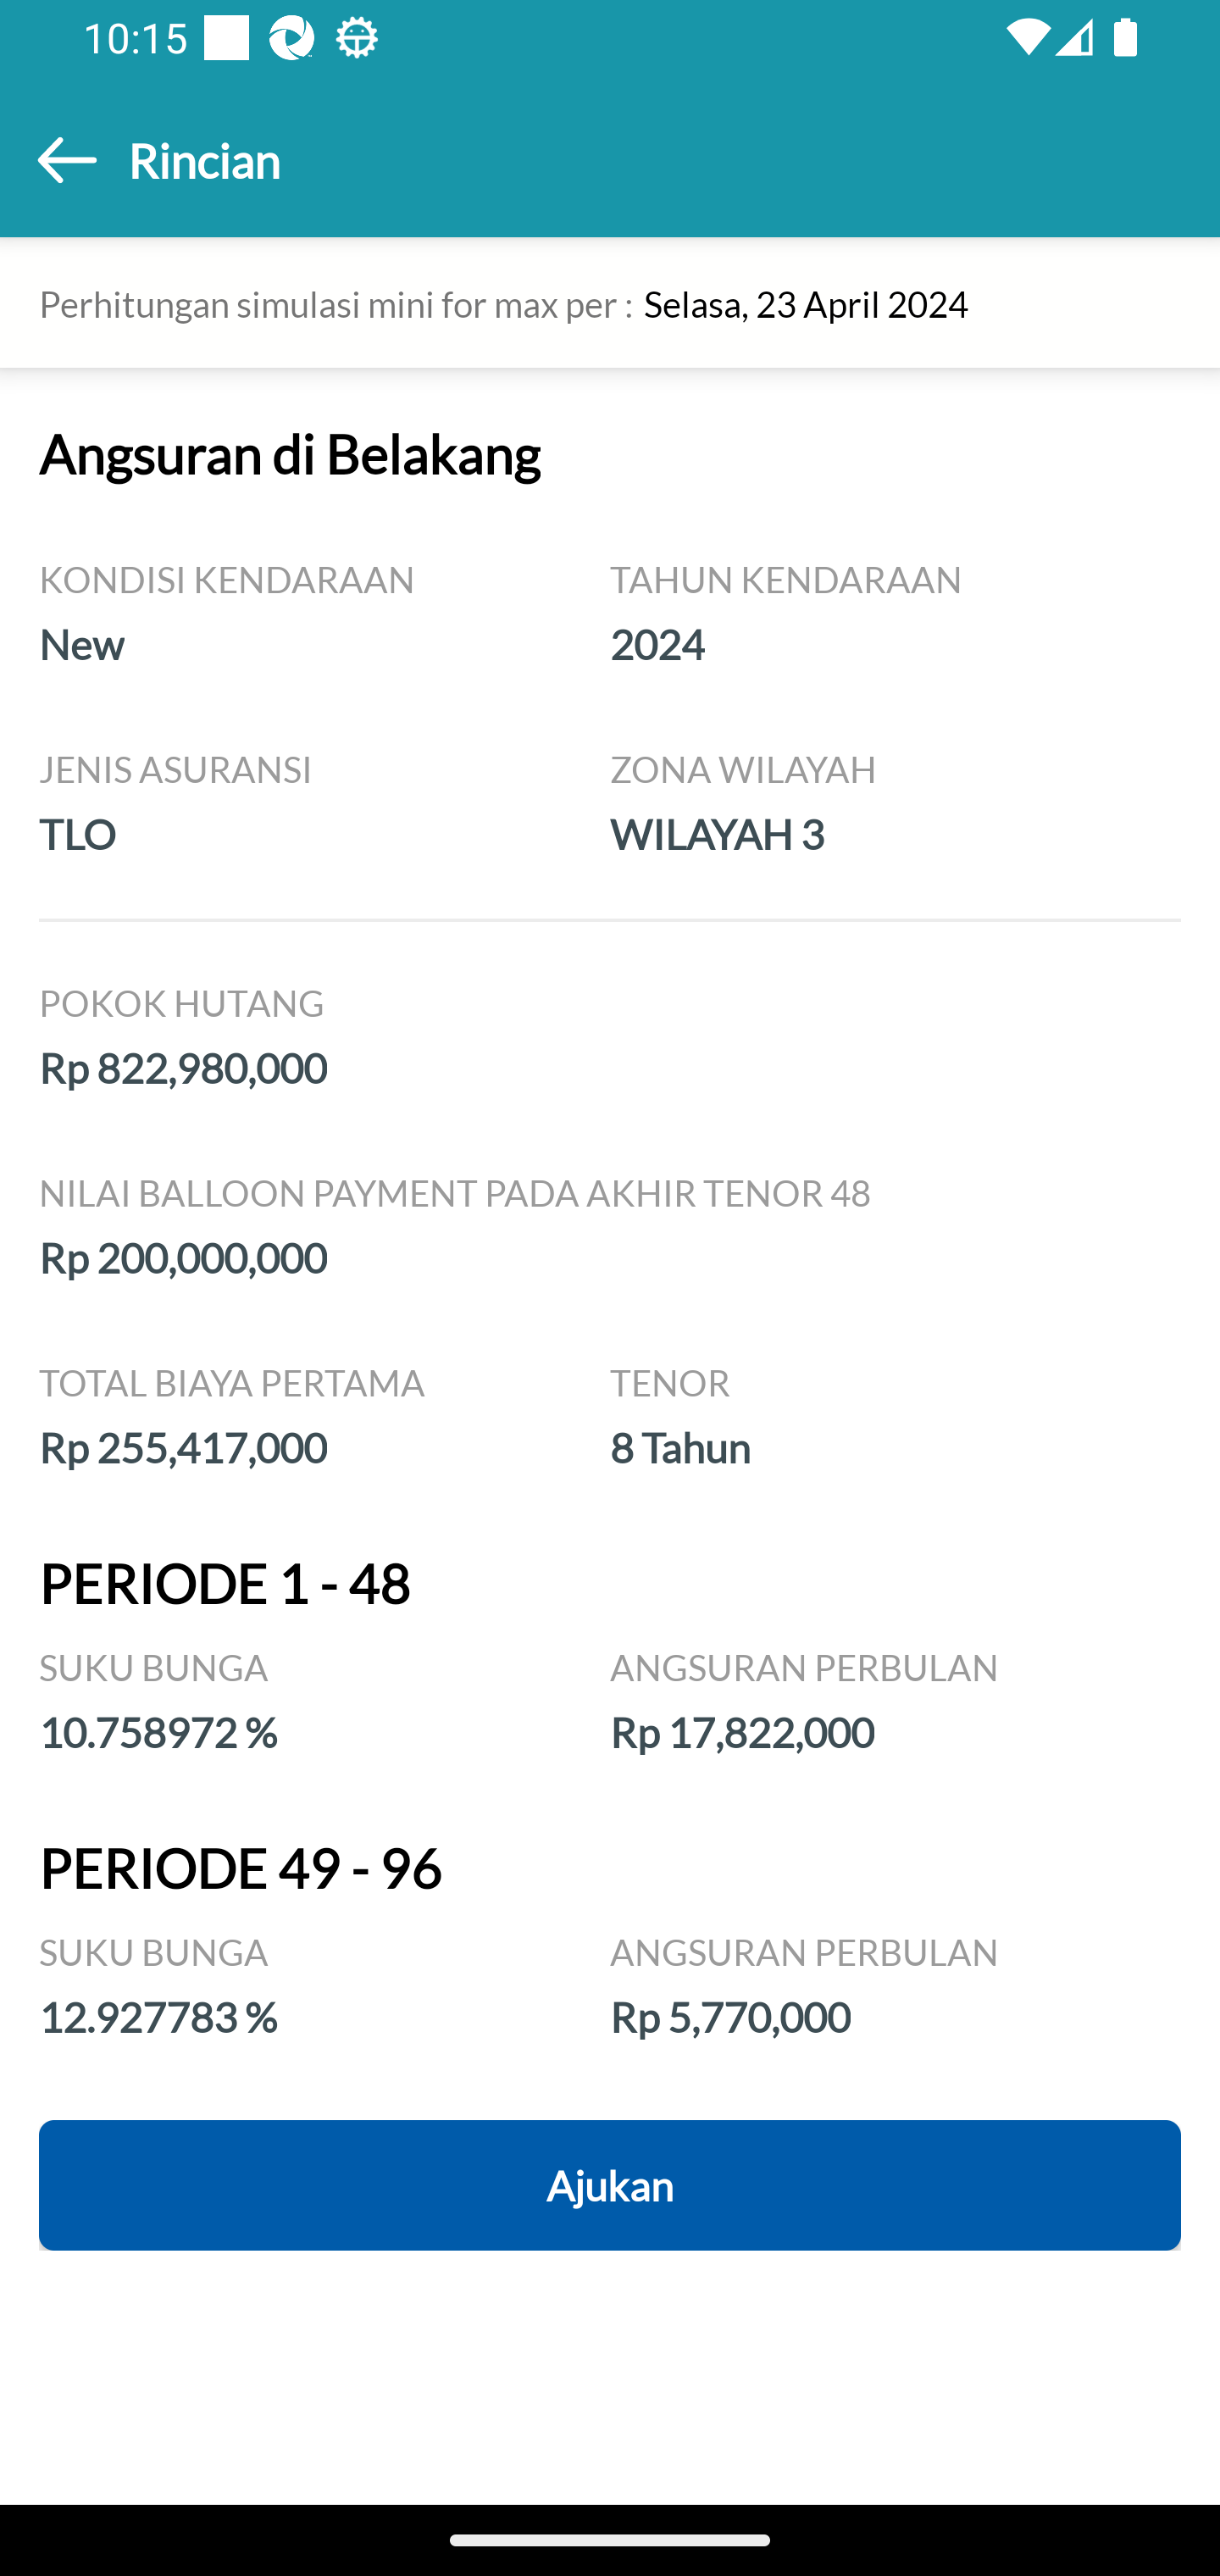 10:15
Rincian
Perhitungan simulasi mini for max per : Selasa, 23 April 2024
Angsuran di Belakang
KONDISI KENDARAAN TAHUN KENDARAAN
New 2024
JENIS ASURANSI ZONA WILAYAH
TLO WILAYAH 3
POKOK HUTANG
Rp 822,980,000
NILAI BALLOON PAYMENT PADA AKHIR TENOR 48
Rp 200,000,000
TOTAL BIAYA PERTAMA TENOR
Rp 255,417,000 8 Tahun
PERIODE 1 - 48
SUKU BUNGA ANGSURAN PERBULAN
10.758972 % Rp 17,822,000
PERIODE 49 - 96
SUKU BUNGA ANGSURAN PERBULAN
12.927783 % Rp 5,770,000
Ajukan